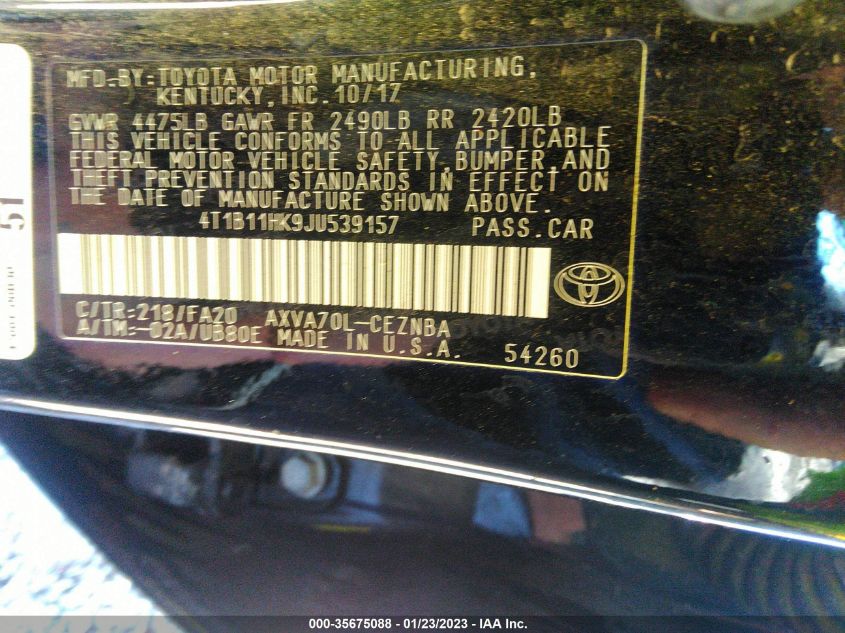 MFD.BY:TOYOTA MOTOR MANUFACTURING,
KENTUCKY, INC. 10/17
GVWR 4475LB GAWR FR 2490LB RR 2420LB
THIS VEHICLE CONFORMS TO ALL APPLICABLE
FEDERAL MOTOR VEHICLE SAFETY, BUMPER, AND
THEFT PREVENTION STANDARDS IN EFFECT ON
THE DATE OF MANUFACTURE SHOWN ABOVE.
4T1B11HK9JU539157 PASS.CAR
C/TR:218/FA20 AXVA70L-CEZNBA
A/TM:-02A/UB80E MADE IN U.S.A. 54260
51
000-35675088 - 01/23/2023 - IAA Inc.